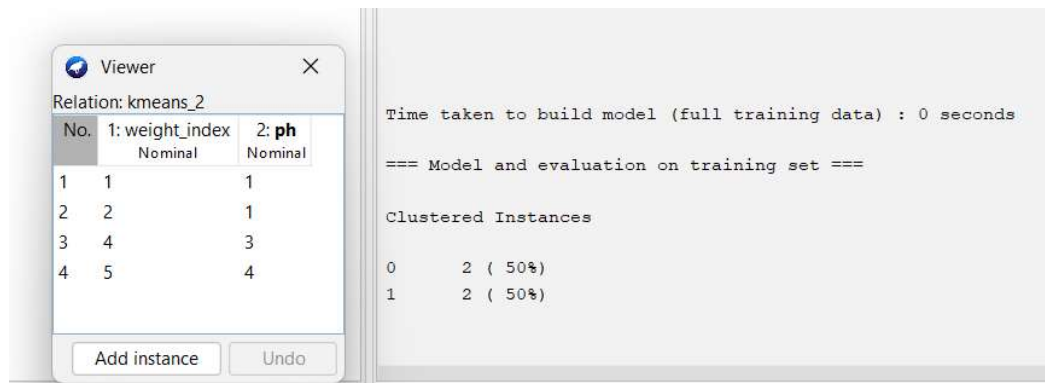 Viewer
Relation: kmeans_2
No. 1: weight_index 2: ph
Nominal Nominal
1 1 1
2 2 1
3 4 3
4 5 4
Add instance Undo
Time taken to build model (full training data) : 0 seconds
=== Model and evaluation on training set ===
Clustered Instances
0 2 ( 50%)
1 2 ( 50%)